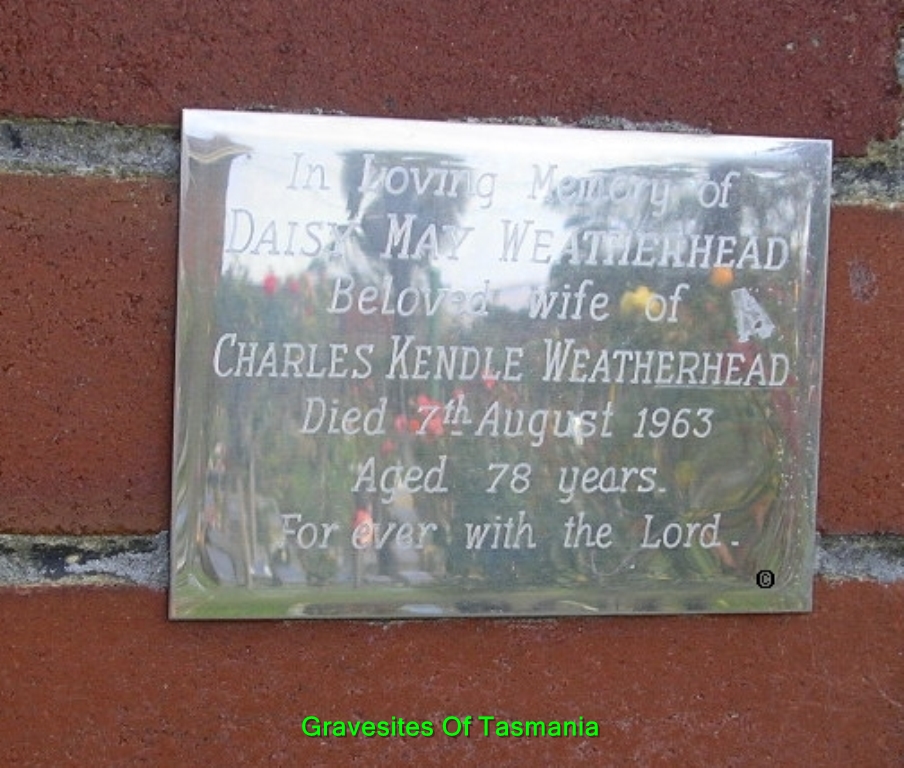 In Loving Memory of
DAISY MAY WEATHERHEAD
Beloved wife of
CHARLES KENDLE WEATHERHEAD
Died 7th August 1963
Aged 78 years.
For ever with the Lord.
©
Gravesites Of Tasmania